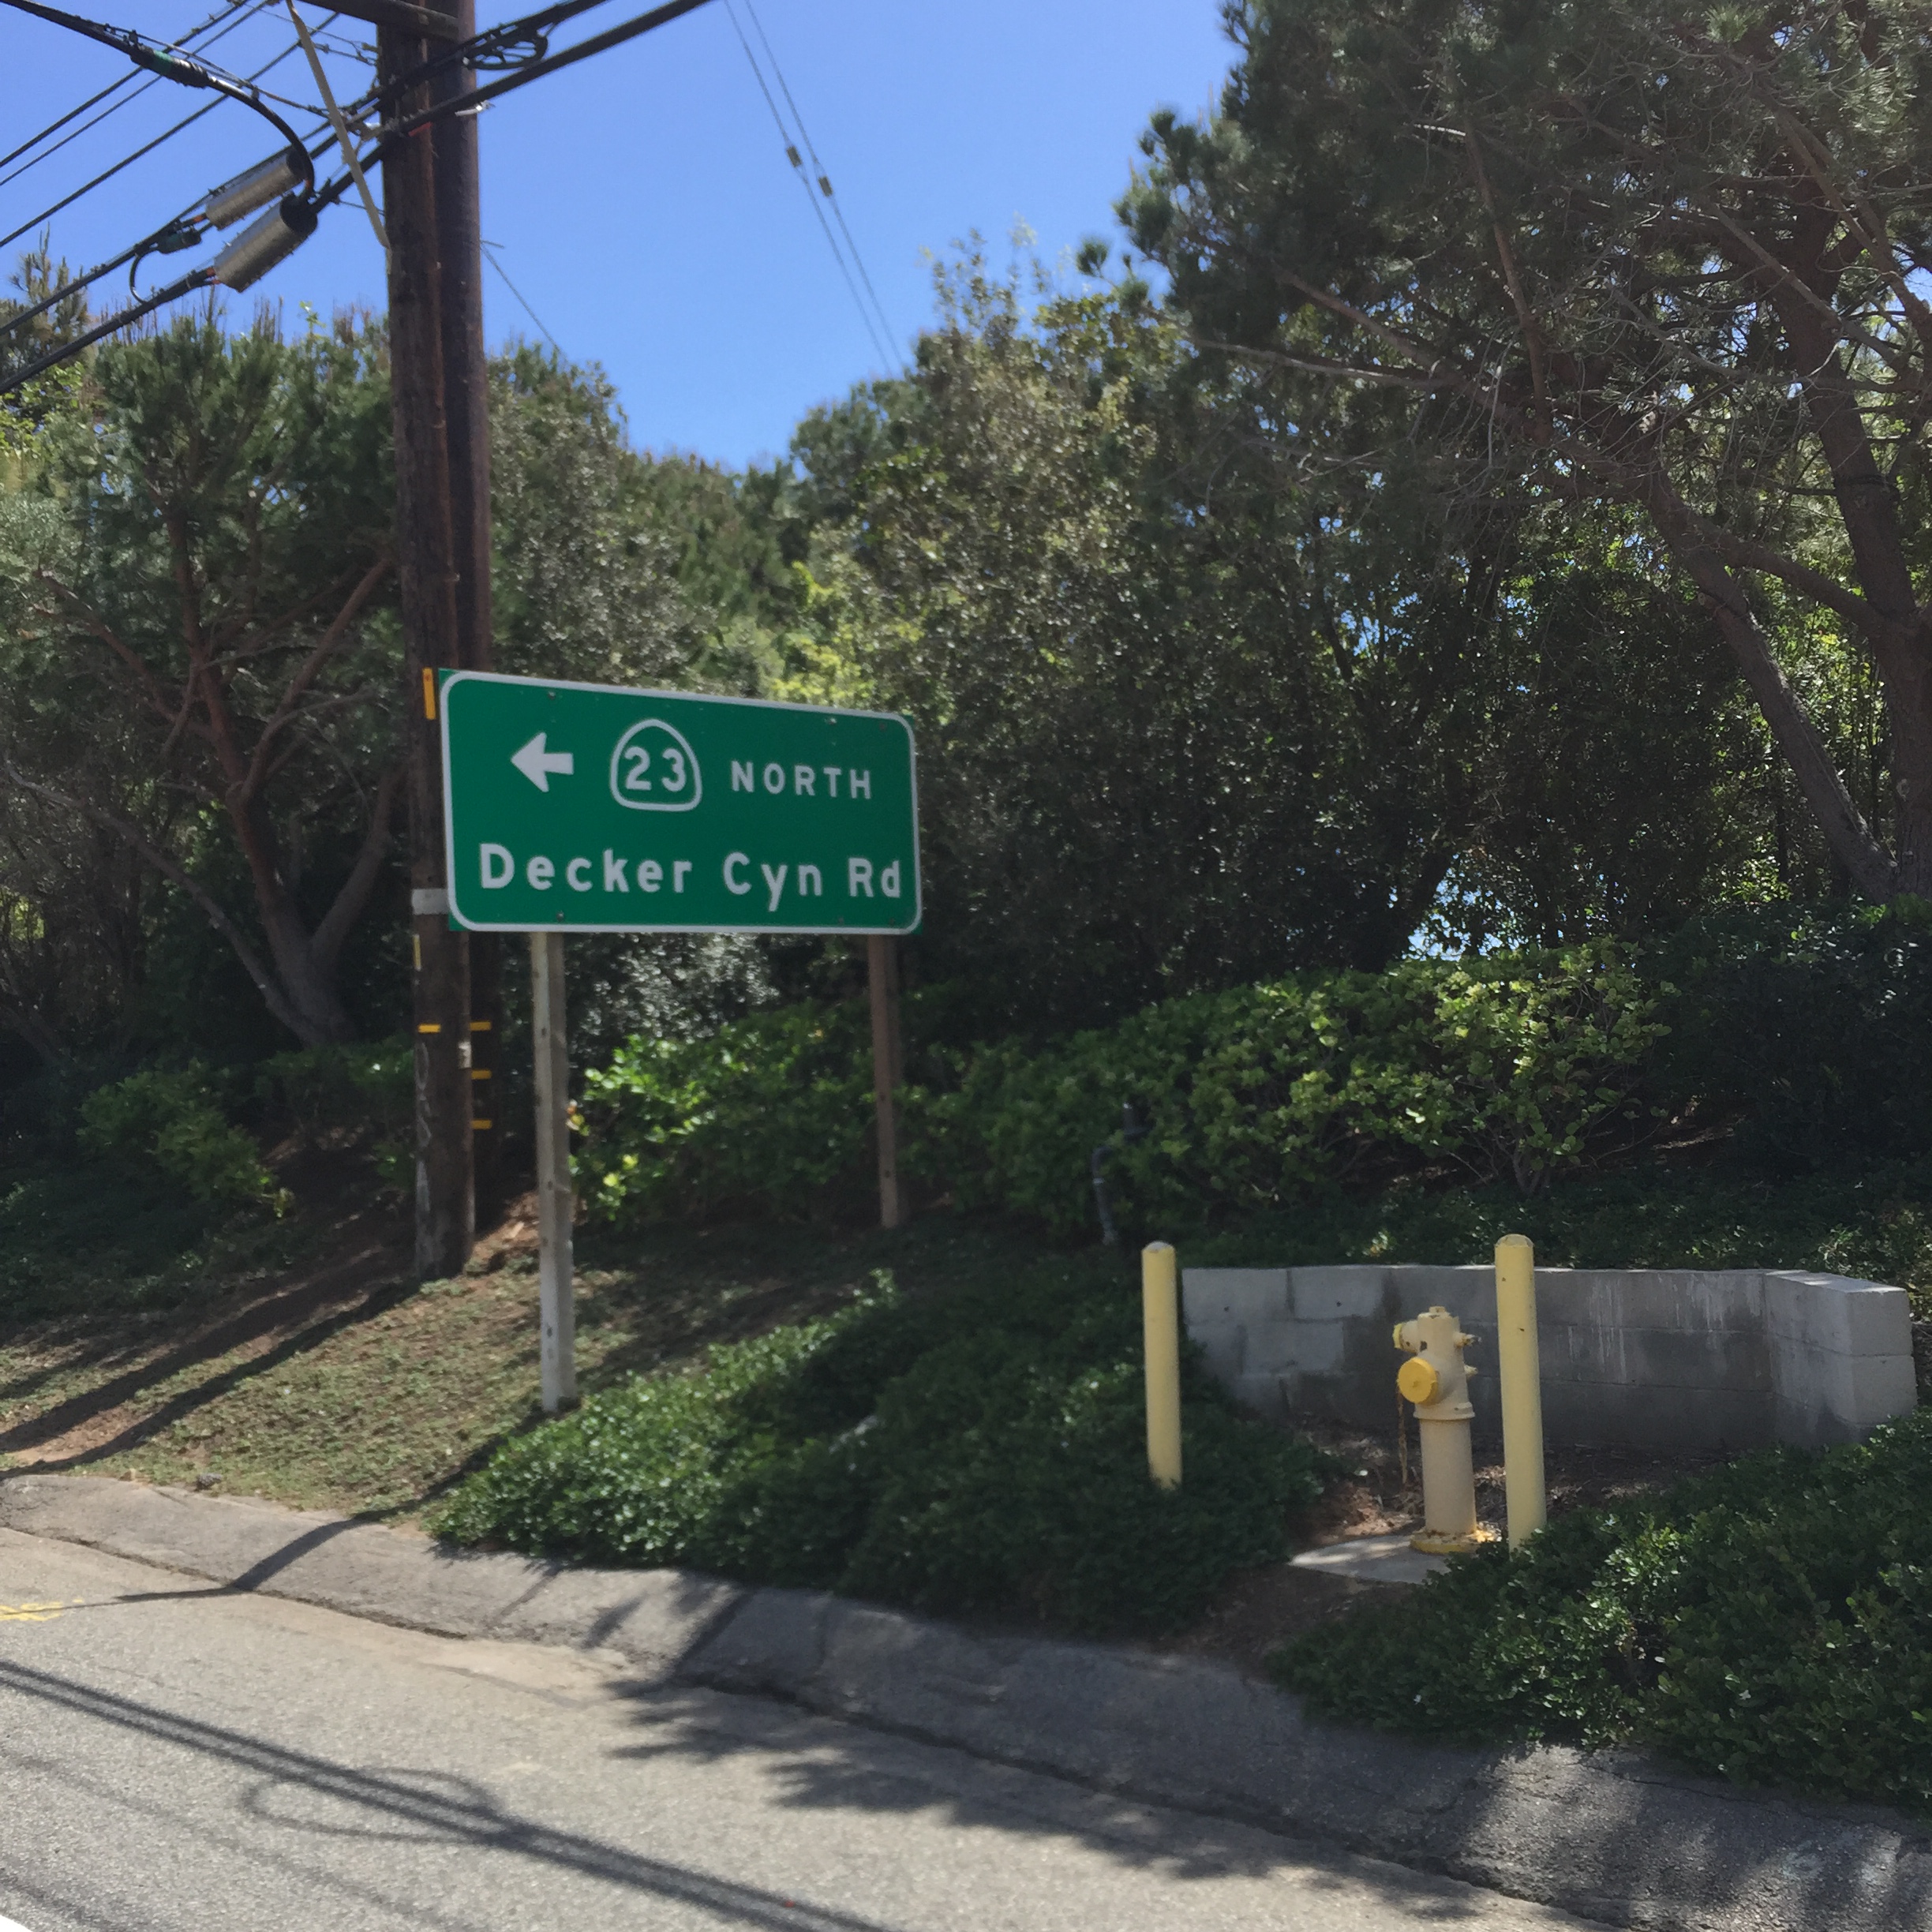 23 NORTH
Decker Cyn Rd